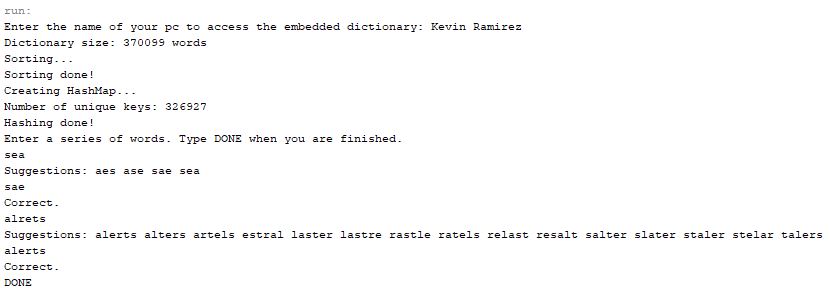 run:
Enter the name of your pc to access the embedded dictionary: Kevin Ramirez
Dictionary size: 370099 words
Sorting...
Sorting done!
Creating HashMap...
Number of unique keys: 326927
Hashing done!
Enter a series of words. Type DONE when you are finished.
sea
Suggestions: aes ase sae sea
sae
Correct.
alrets
Suggestions: alerts alters artels estral laster lastre rastle ratels relast resalt salter slater staler stelar talers
alerts
Correct.
DONE